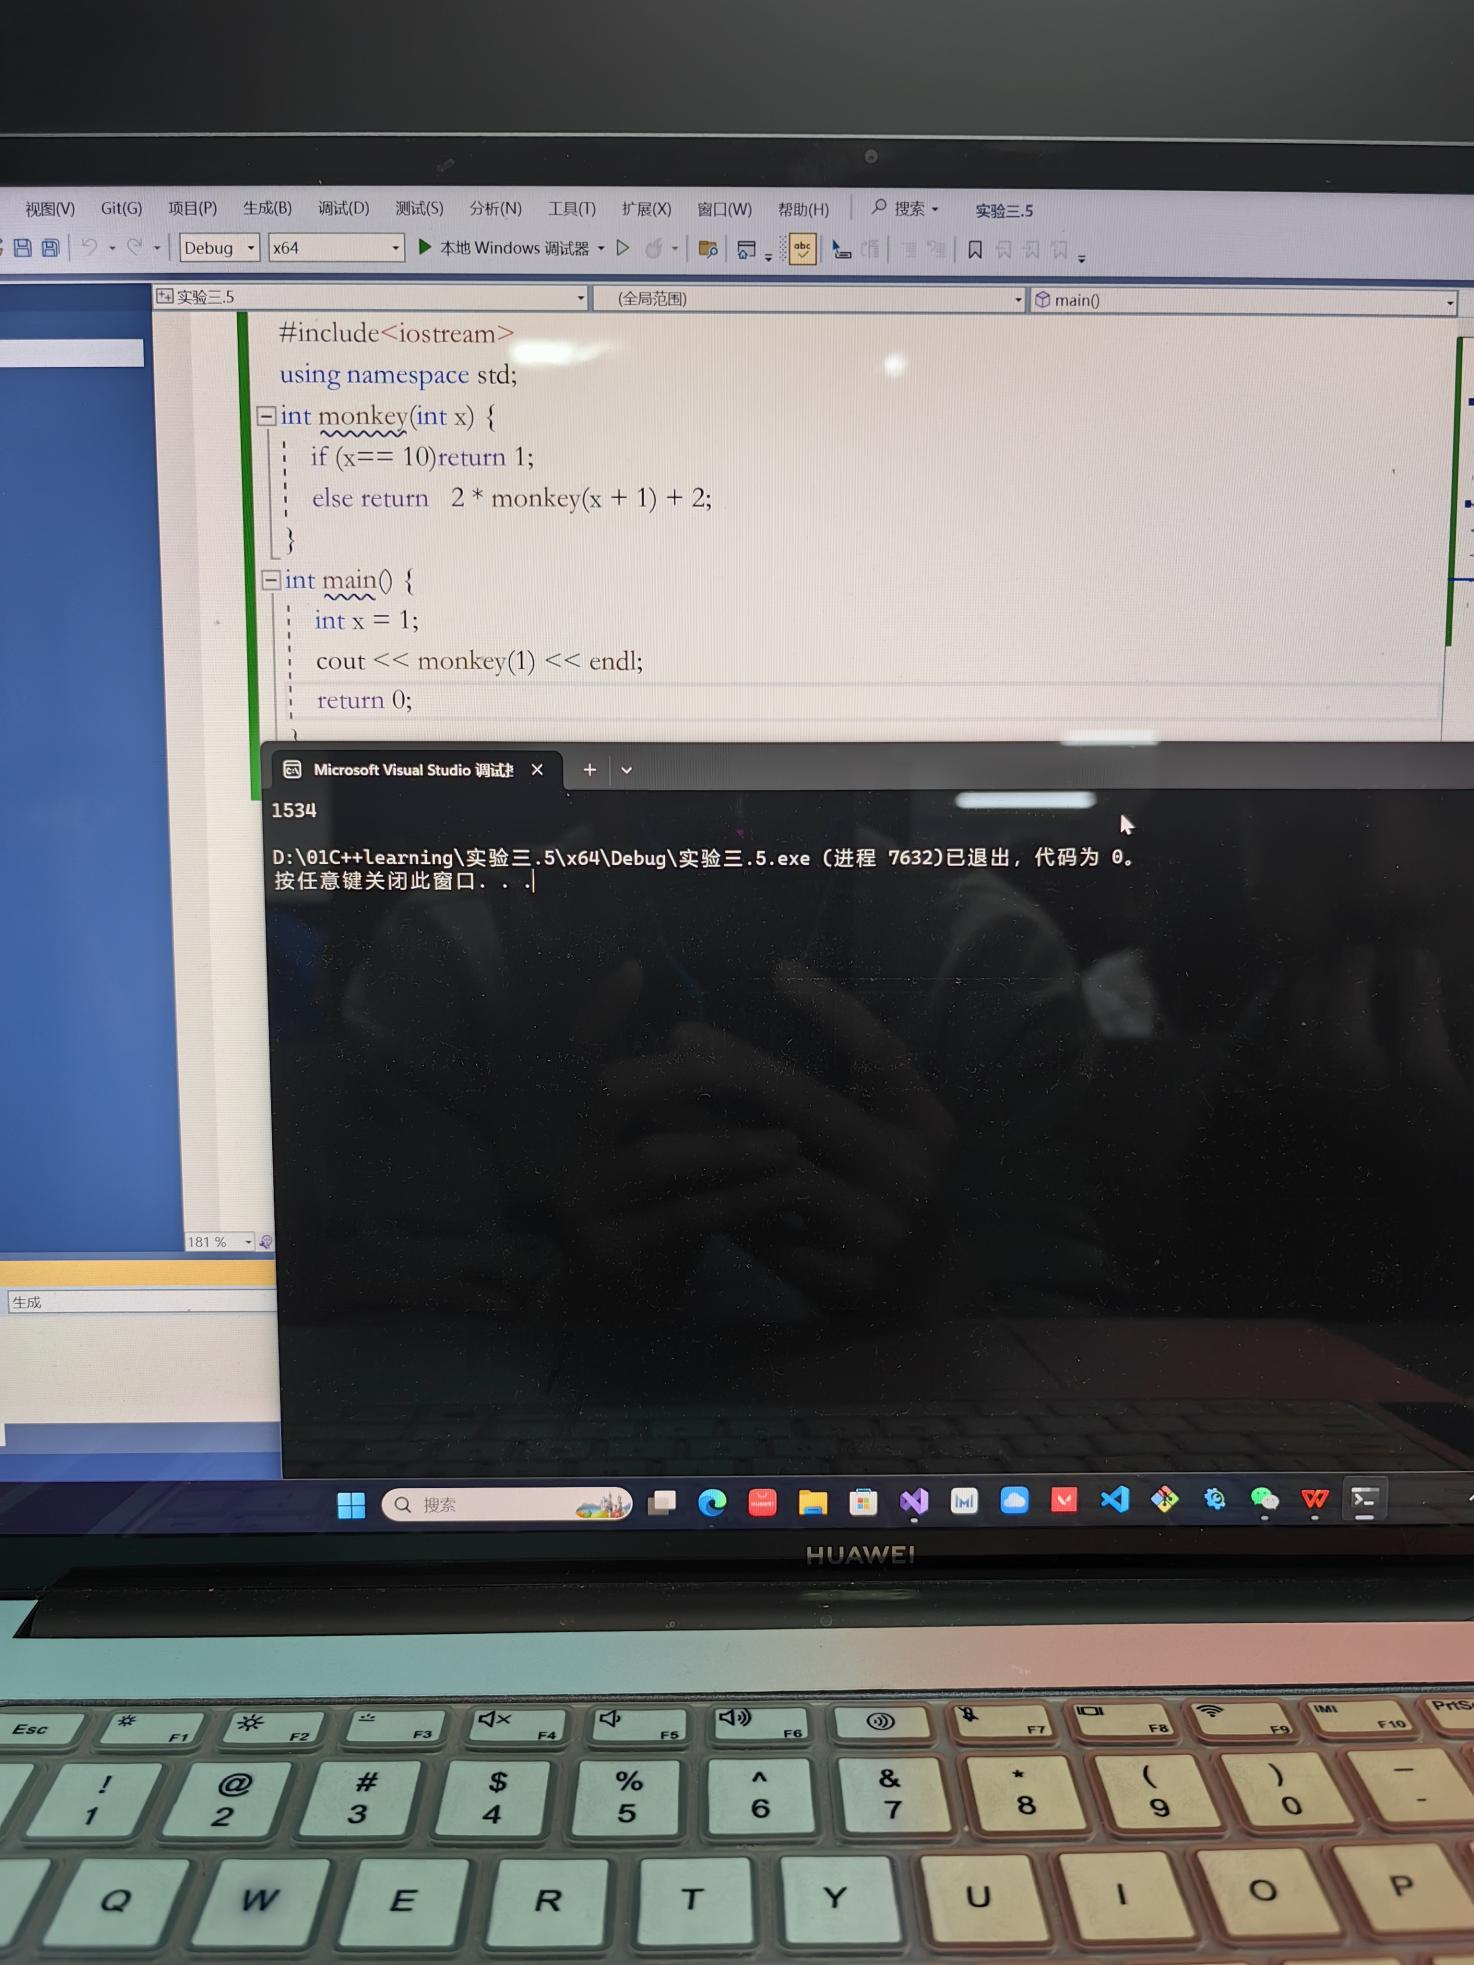 视图(V) Git(G) 项目(P) 生成(B) 调试(D) 测试(S) 分析(N) 工具(T) 扩展(X) 窗口(W) 帮助(H) 搜索 实验三.5
Debug x64 本地 Windows 调试器 abc
实验三.5 (全局范围) main()
#include<iostream>
using namespace std;
int monkey(int x) {
if (x== 10)return 1;
else return 2 * monkey(x + 1) + 2;
}
int main() {
int x = 1;
cout << monkey(1) << endl;
return 0;
}
Microsoft Visual Studio 调试
1534
D:\01C++learning\实验三.5\x64\Debug\实验三.5.exe (进程 7632)已退出，代码为 0。
按任意键关闭此窗口. . .
181 %
生成
搜索
HUAWEI
Esc F1 F2 F3 F4 F5 F6 F7 F8 F9 F10 PrtSc
! @ # $ % ^ & * ( ) —
1 2 3 4 5 6 7 8 9 0 -
Q W E R T Y U I O P